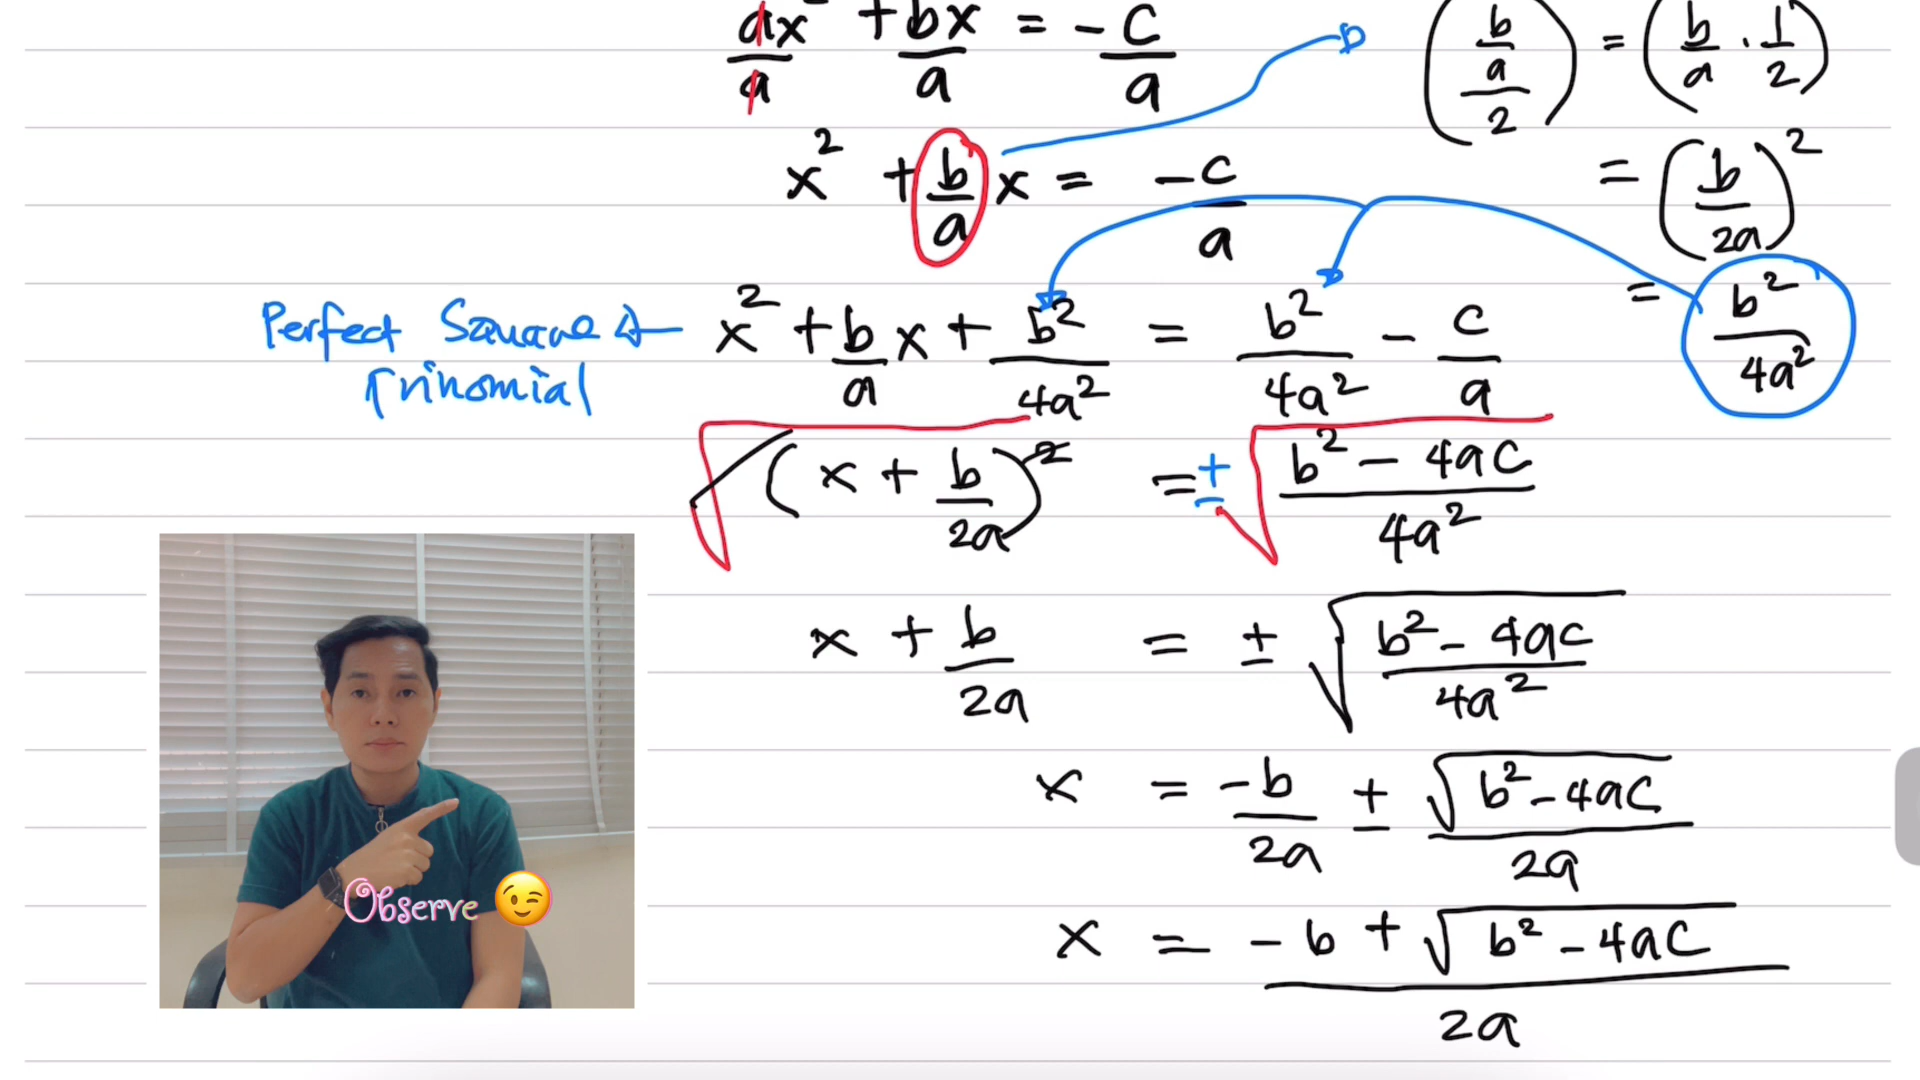 ax²/a + bx/a = -c/a
(b/a/2) = (b/a · 1/2)
x² + b/a x = -c/a
= (b/2a)²
= b²/4a²
Perfect Square
Trinomial
x² + b/a x + b²/4a² = b²/4a² - c/a
√(x + b/2a)² = ±√(b² - 4ac)/4a²
x + b/2a = ± √(b² - 4ac)/4a²
x = -b/2a ± √(b² - 4ac)/2a
x = -b + √(b² - 4ac)/2a
Observe 😉